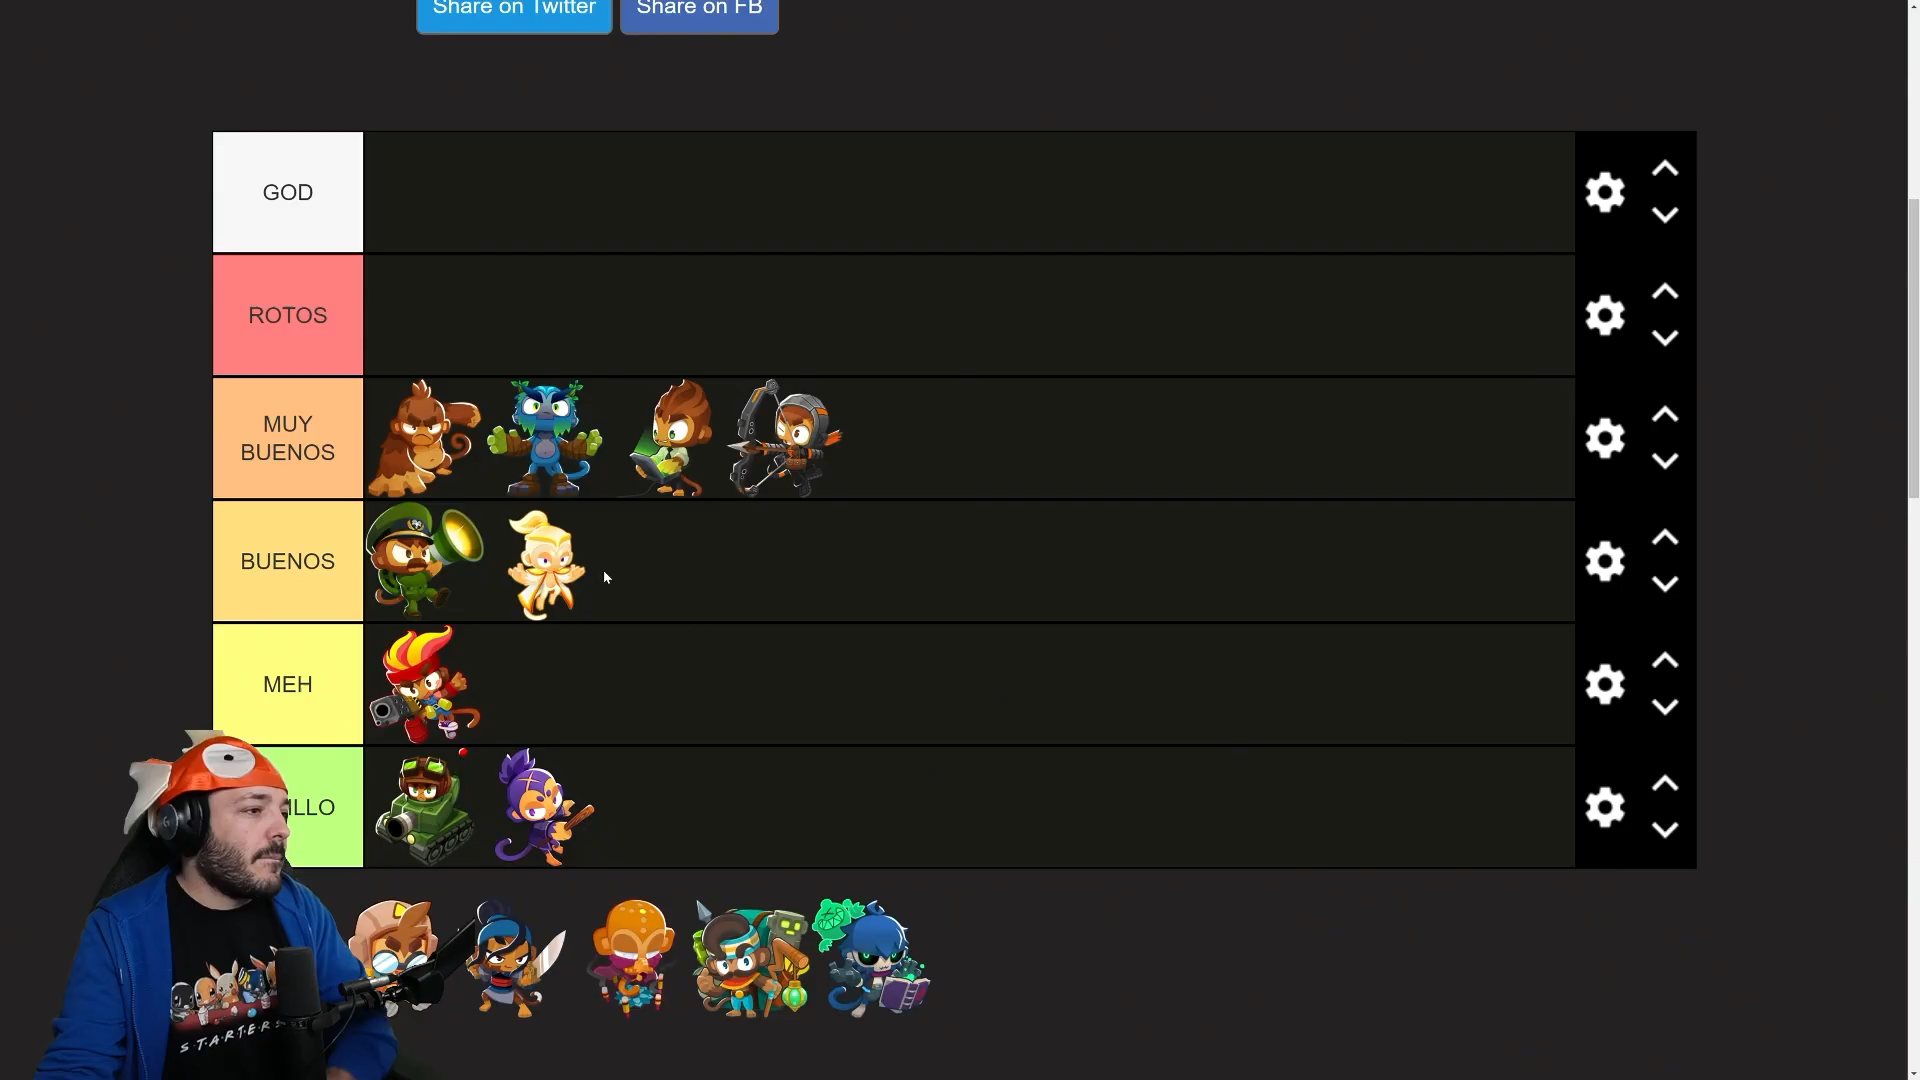 Share on Twitter
Share on FB
GOD
ROTOS
MUY
BUENOS
BUENOS
MEH
ILLO
S·T·A·R·T·E·R·S